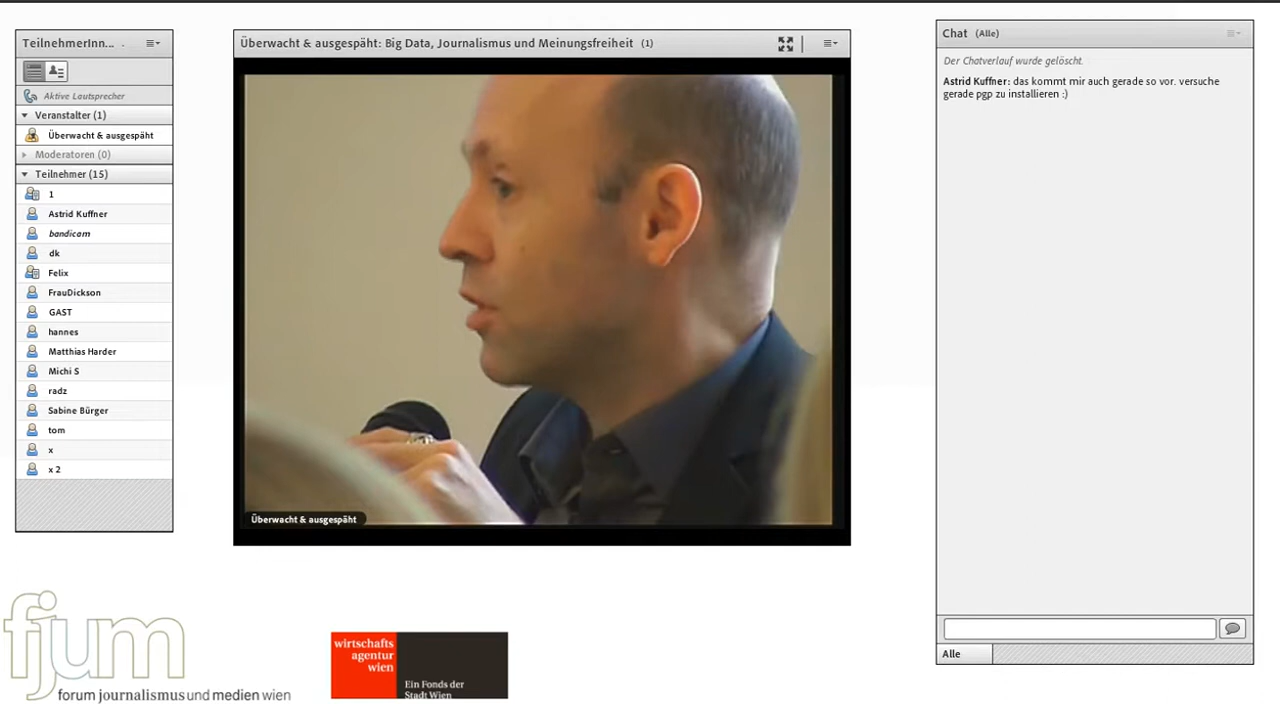 TeilnehmerInn... .
Aktive Lautsprecher
Veranstalter (1)
Überwacht & ausgespäht
Moderatoren (0)
Teilnehmer (15)
1
Astrid Kuffner
bandicam
dk
Felix
FrauDickson
GAST
hannes
Matthias Harder
Michi S
radz
Sabine Bürger
tom
x
x 2
Überwacht & ausgespäht: Big Data, Journalismus und Meinungsfreiheit (1)
Überwacht & ausgespäht
Chat (Alle)
Der Chatverlauf wurde gelöscht.
Astrid Kuffner: das kommt mir auch gerade so vor. versuche
gerade pgp zu installieren :)
Alle
fjum
forum journalismus und medien wien
wirtschafts
agentur
wien
Ein Fonds der
Stadt Wien